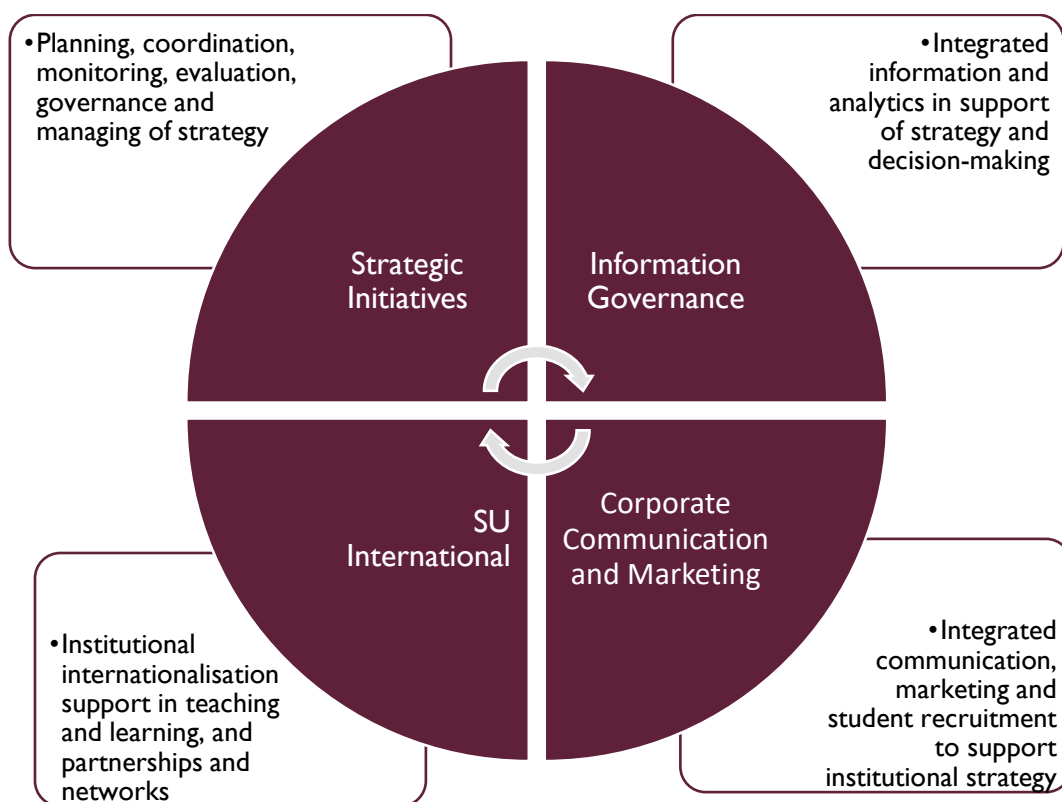 •Planning, coordination,
monitoring, evaluation,
governance and
managing of strategy
•Integrated
information and
analytics in support
of strategy and
decision-making
Strategic
Initiatives
Information
Governance
SU
International
Corporate
Communication
and Marketing
•Institutional
internationalisation
support in teaching
and learning, and
partnerships and
networks
•Integrated
communication,
marketing and
student recruitment
to support
institutional strategy